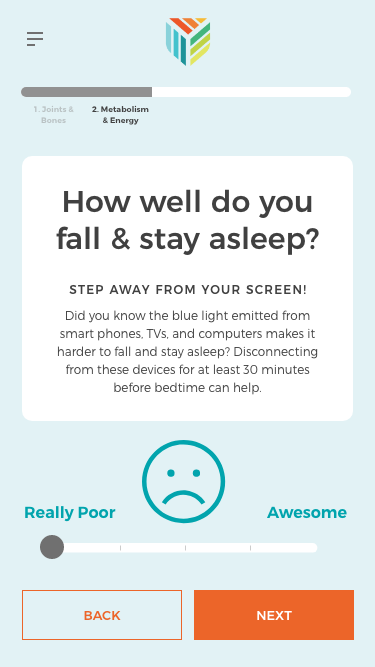 1. Joints &
Bones
2. Metabolism
& Energy
How well do you
fall & stay asleep?
STEP AWAY FROM YOUR SCREEN!
Did you know the blue light emitted from
smart phones, TVs, and computers makes it
harder to fall and stay asleep? Disconnecting
from these devices for at least 30 minutes
before bedtime can help.
Really Poor
Awesome
BACK
NEXT